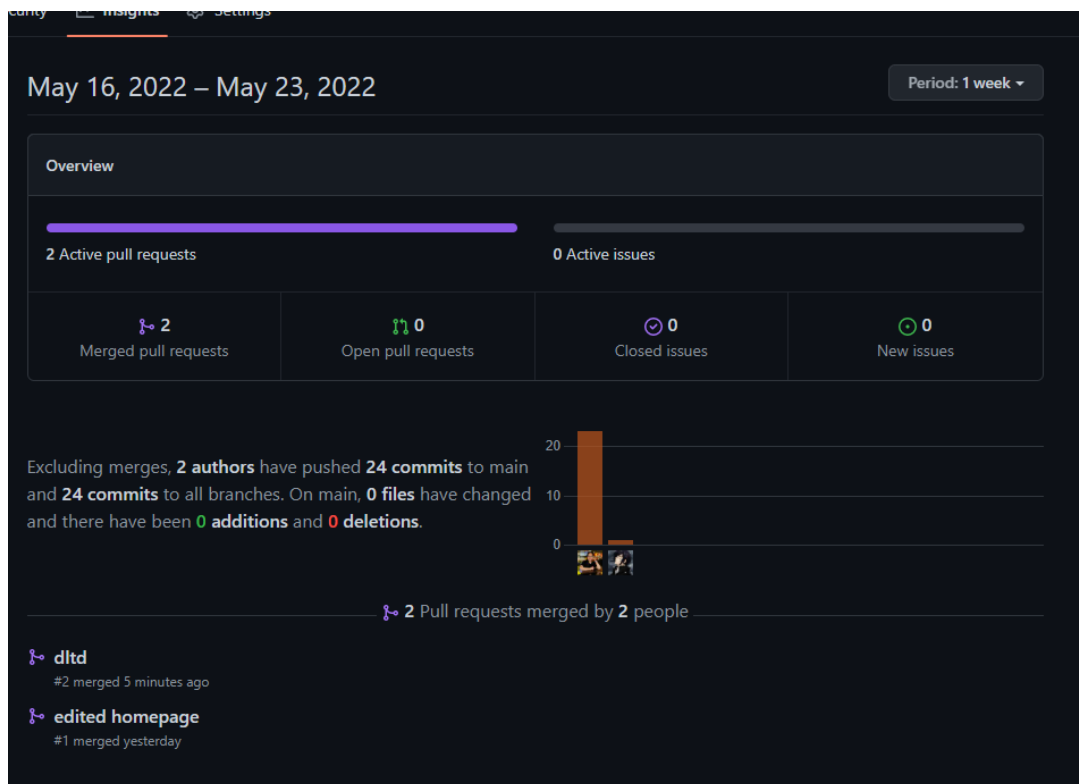 Insights Settings
May 16, 2022 – May 23, 2022
Period: 1 week
Overview
2 Active pull requests
0 Active issues
2
Merged pull requests
0
Open pull requests
0
Closed issues
0
New issues
Excluding merges, 2 authors have pushed 24 commits to main
and 24 commits to all branches. On main, 0 files have changed
and there have been 0 additions and 0 deletions.
20
10
0
2 Pull requests merged by 2 people
dltd
#2 merged 5 minutes ago
edited homepage
#1 merged yesterday